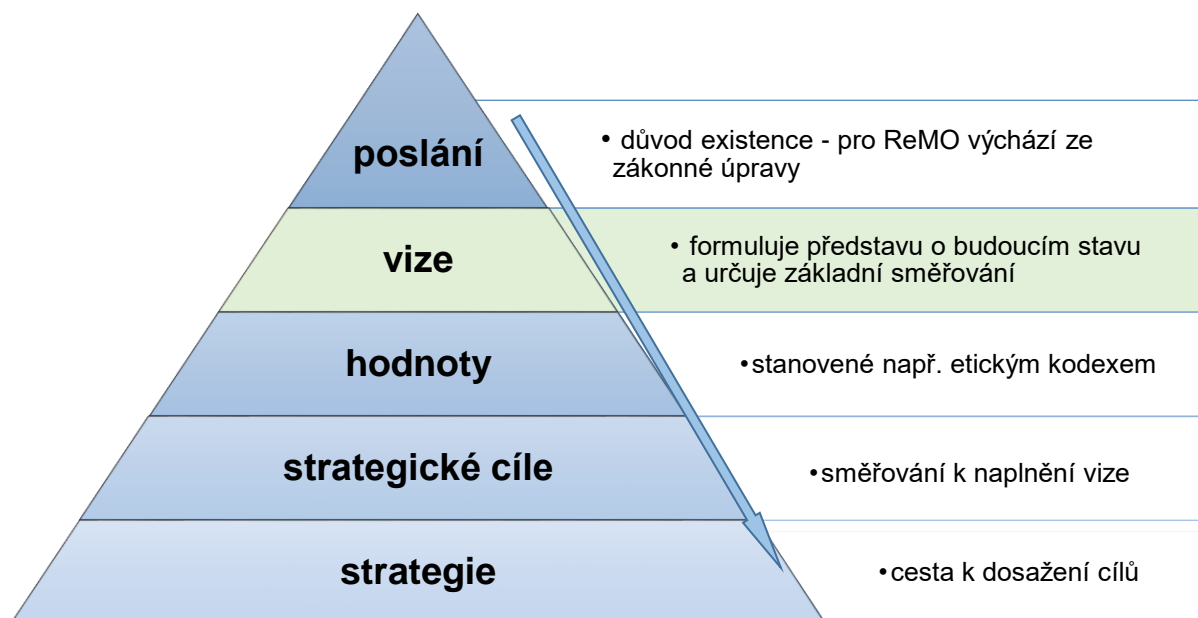 poslání
• důvod existence - pro ReMO výchází ze
zákonné úpravy
vize
• formuluje představu o budoucím stavu
a určuje základní směřování
hodnoty
•stanovené např. etickým kodexem
strategické cíle
•směřování k naplnění vize
strategie
•cesta k dosažení cílů